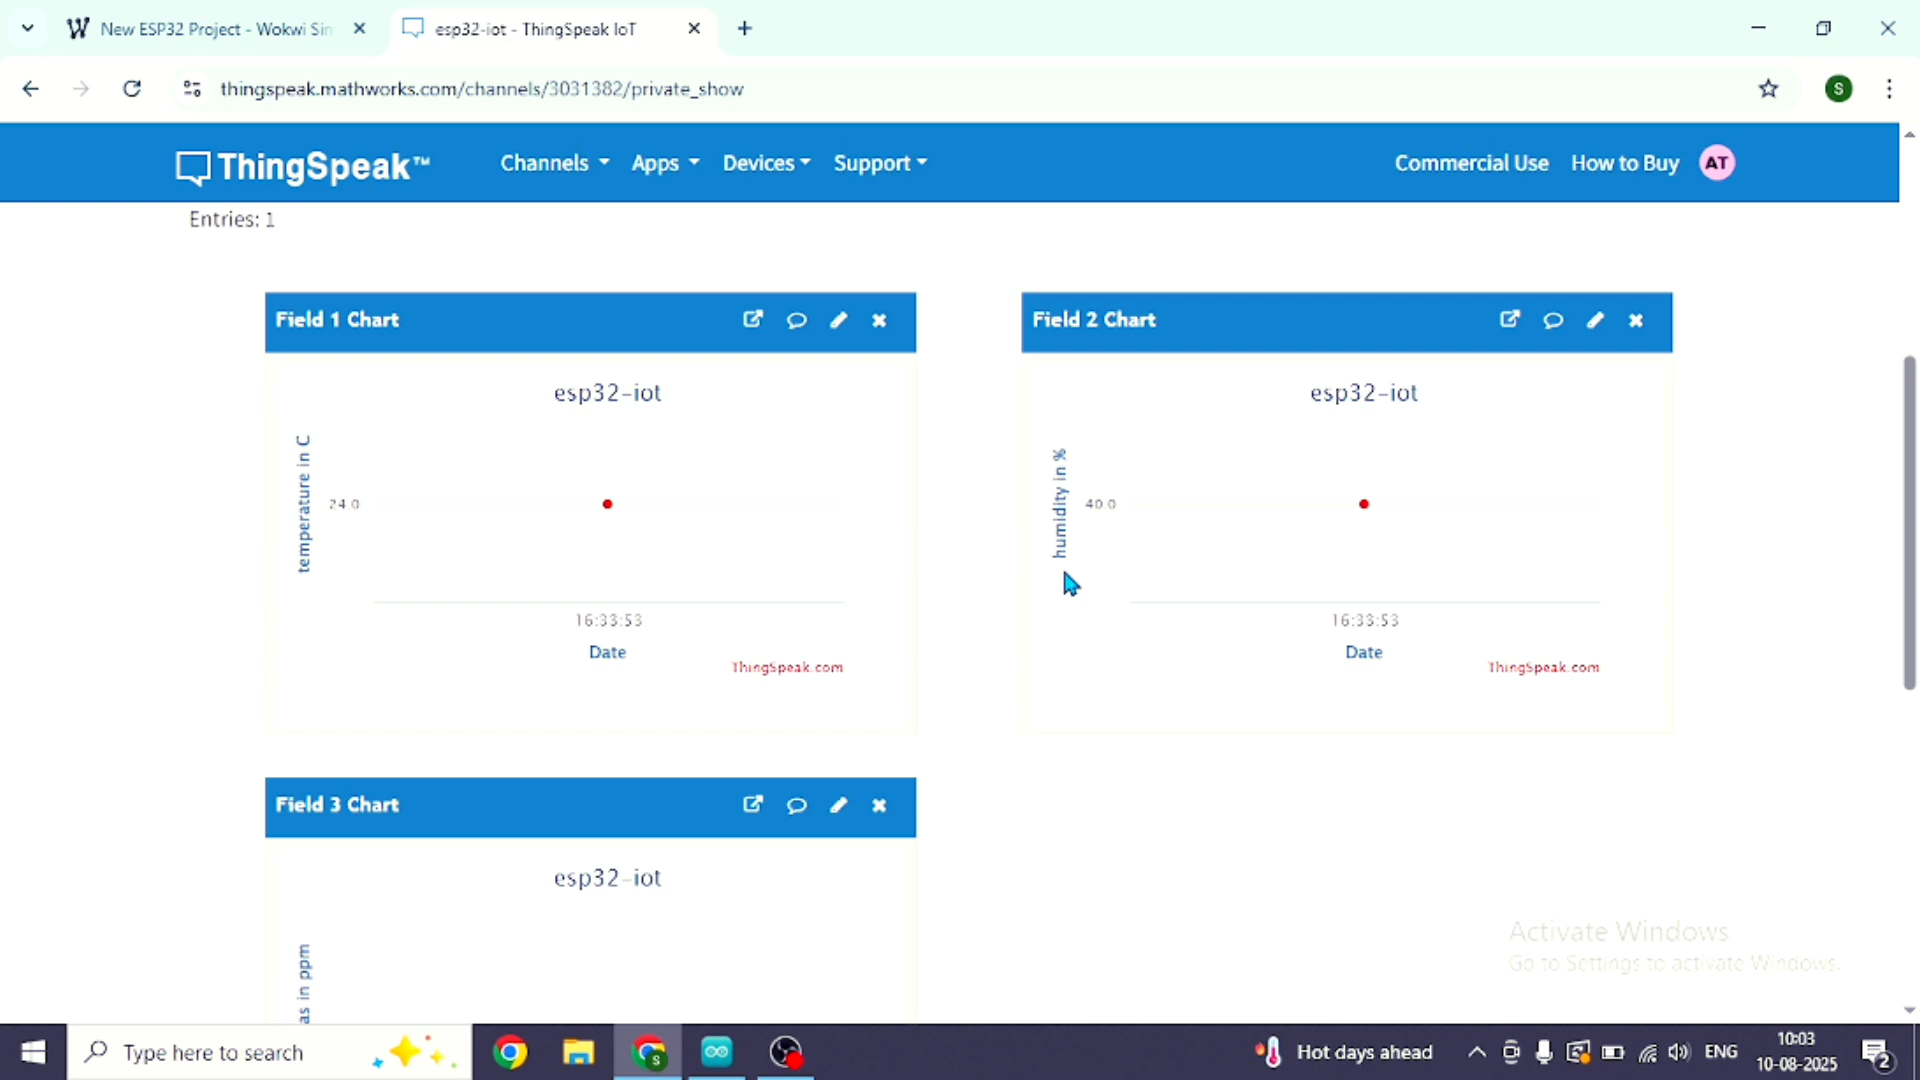 New ESP32 Project - Wokwi Sin
esp32-iot - ThingSpeak IoT
thingspeak.mathworks.com/channels/3031382/private_show
S
ThingSpeak™
Channels
Apps
Devices
Support
Commercial Use
How to Buy
AT
Entries: 1
Field 1 Chart
esp32-iot
temperature in C
24.0
16:33:53
Date
ThingSpeak.com
Field 2 Chart
esp32-iot
humidity in %
40.0
16:33:53
Date
ThingSpeak.com
Field 3 Chart
esp32-iot
as in ppm
Activate Windows
Go to Settings to activate Windows.
Type here to search
S
Hot days ahead
ENG
10:03
10-08-2025
2